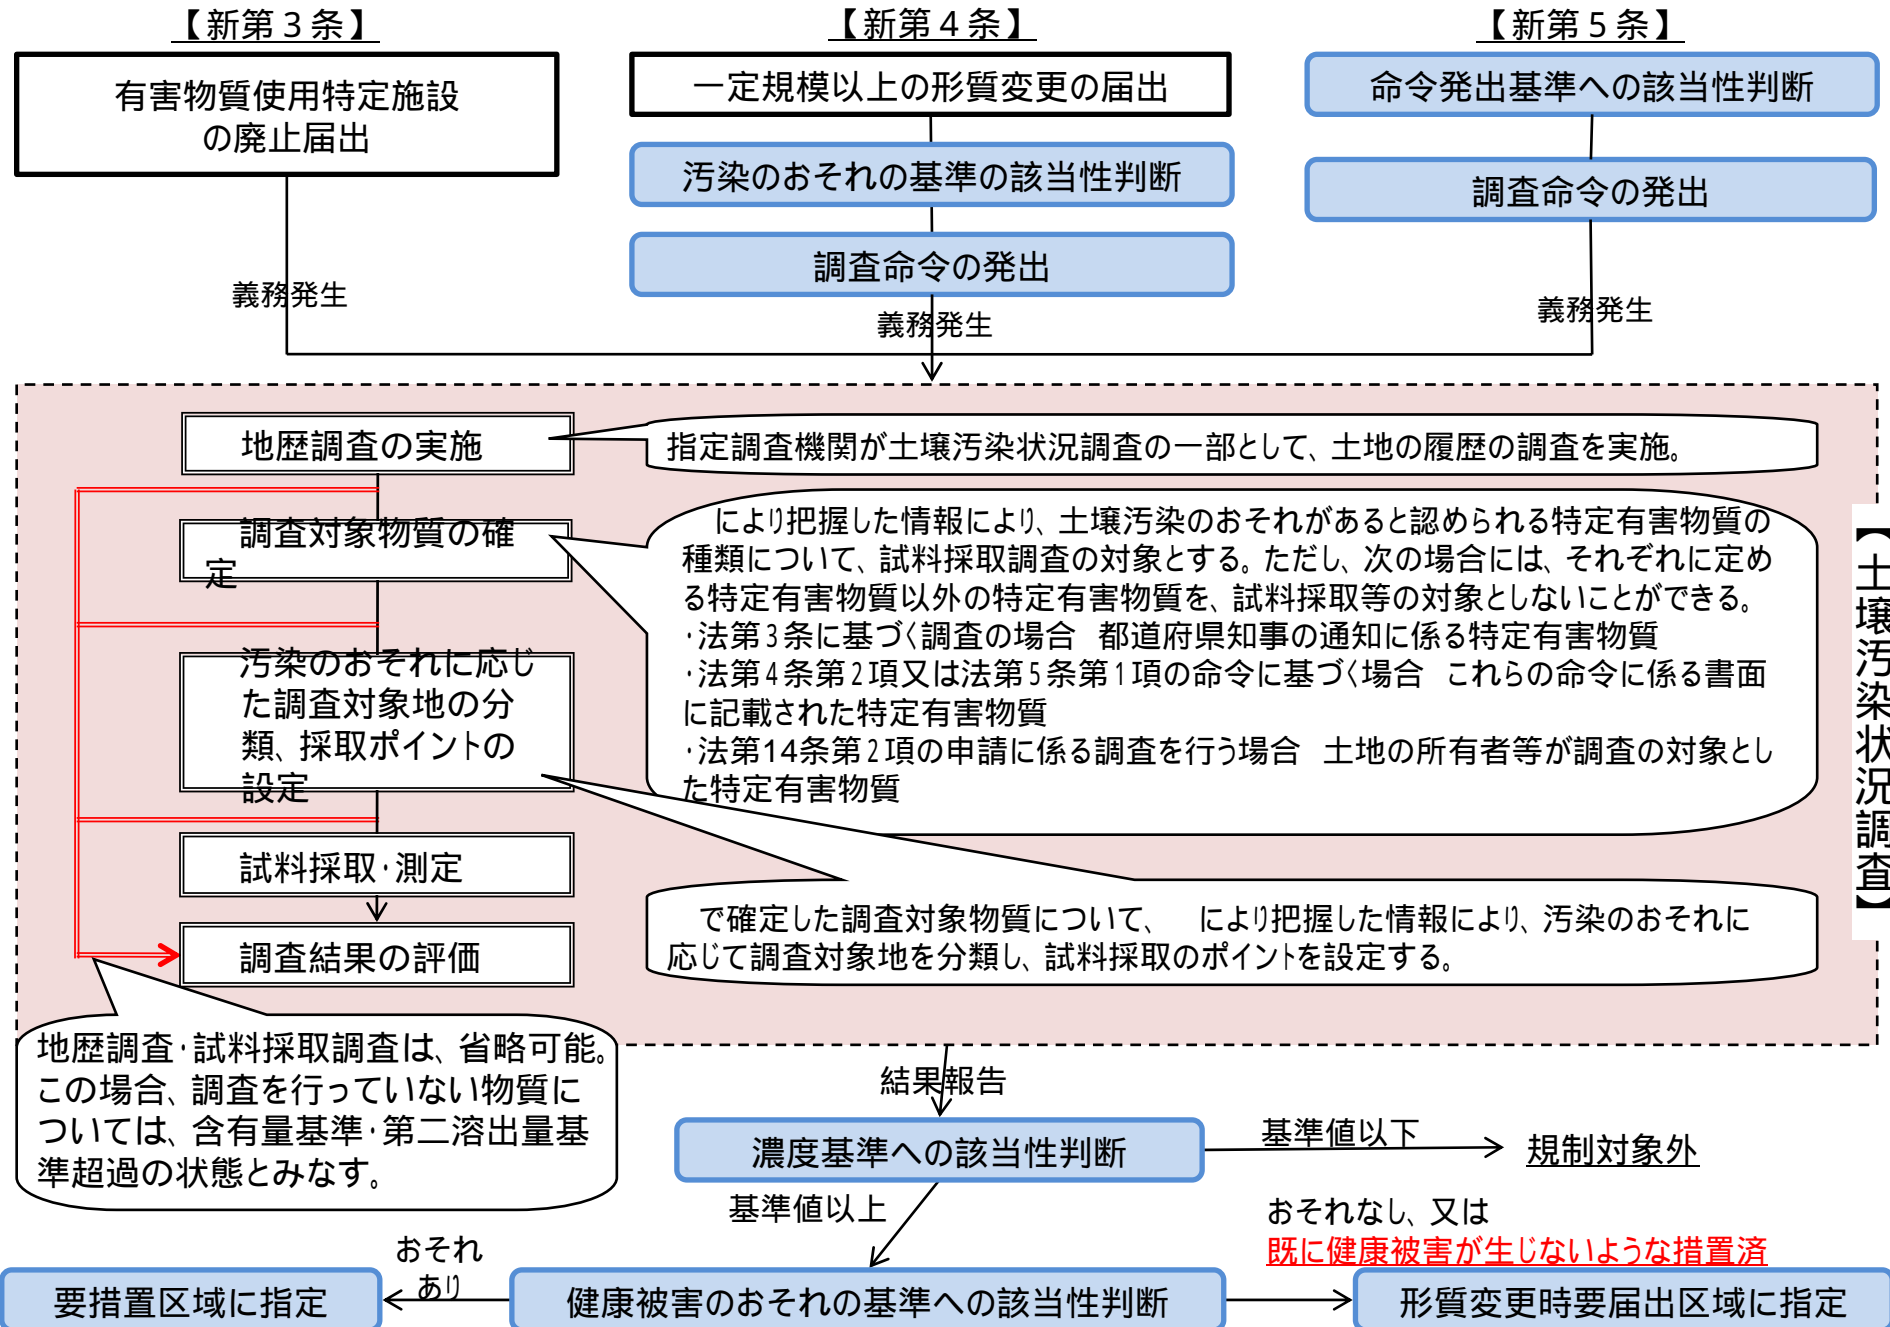 【新第３条】
【新第４条】
【新第５条】
有害物質使用特定施設
の廃止届出
一定規模以上の形質変更の届出
汚染のおそれの基準の該当性判断
調査命令の発出
命令発出基準への該当性判断
調査命令の発出
義務発生
義務発生
義務発生
【土壌汚染状況調査】
地歴調査の実施
指定調査機関が土壌汚染状況調査の一部として、土地の履歴の調査を実施。
調査対象物質の確
定
により把握した情報により、土壌汚染のおそれがあると認められる特定有害物質の
種類について、試料採取調査の対象とする。ただし、次の場合には、それぞれに定め
る特定有害物質以外の特定有害物質を、試料採取等の対象としないことができる。
・法第３条に基づく調査の場合　都道府県知事の通知に係る特定有害物質
・法第４条第２項又は法第５条第１項の命令に基づく場合　これらの命令に係る書面
に記載された特定有害物質
・法第14条第２項の申請に係る調査を行う場合　土地の所有者等が調査の対象とし
た特定有害物質
汚染のおそれに応じ
た調査対象地の分
類、採取ポイントの
設定
試料採取・測定
で確定した調査対象物質について、　により把握した情報により、汚染のおそれに
応じて調査対象地を分類し、試料採取のポイントを設定する。
調査結果の評価
地歴調査・試料採取調査は、省略可能。
この場合、調査を行っていない物質に
ついては、含有量基準・第二溶出量基
準超過の状態とみなす。
結果報告
濃度基準への該当性判断
基準値以下
規制対象外
基準値以上
おそれなし、又は
既に健康被害が生じないような措置済
おそれ
あり
要措置区域に指定
健康被害のおそれの基準への該当性判断
形質変更時要届出区域に指定